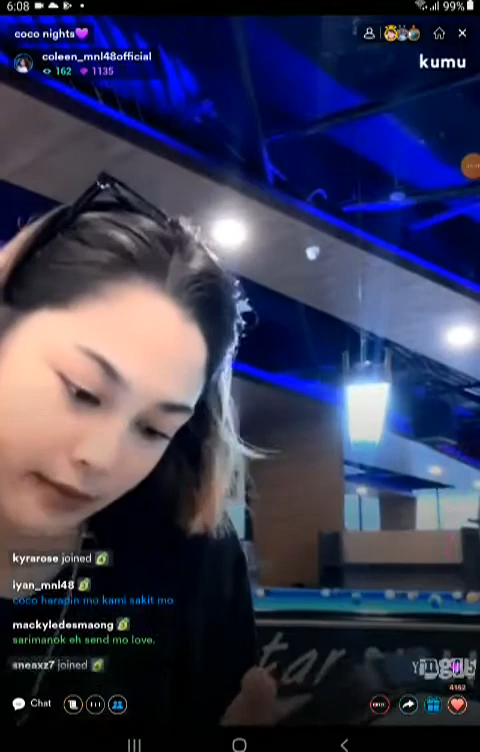 6:08
99%
coco nights💜
coleen_mnl48official
162 1135
kumu
kyrarose joined
iyan_mnl48
coco harapin mo kami sakit mo
mackyledesmaong
sarimanok eh send mo love.
sneaxz7 joined
tar
4162
Chat